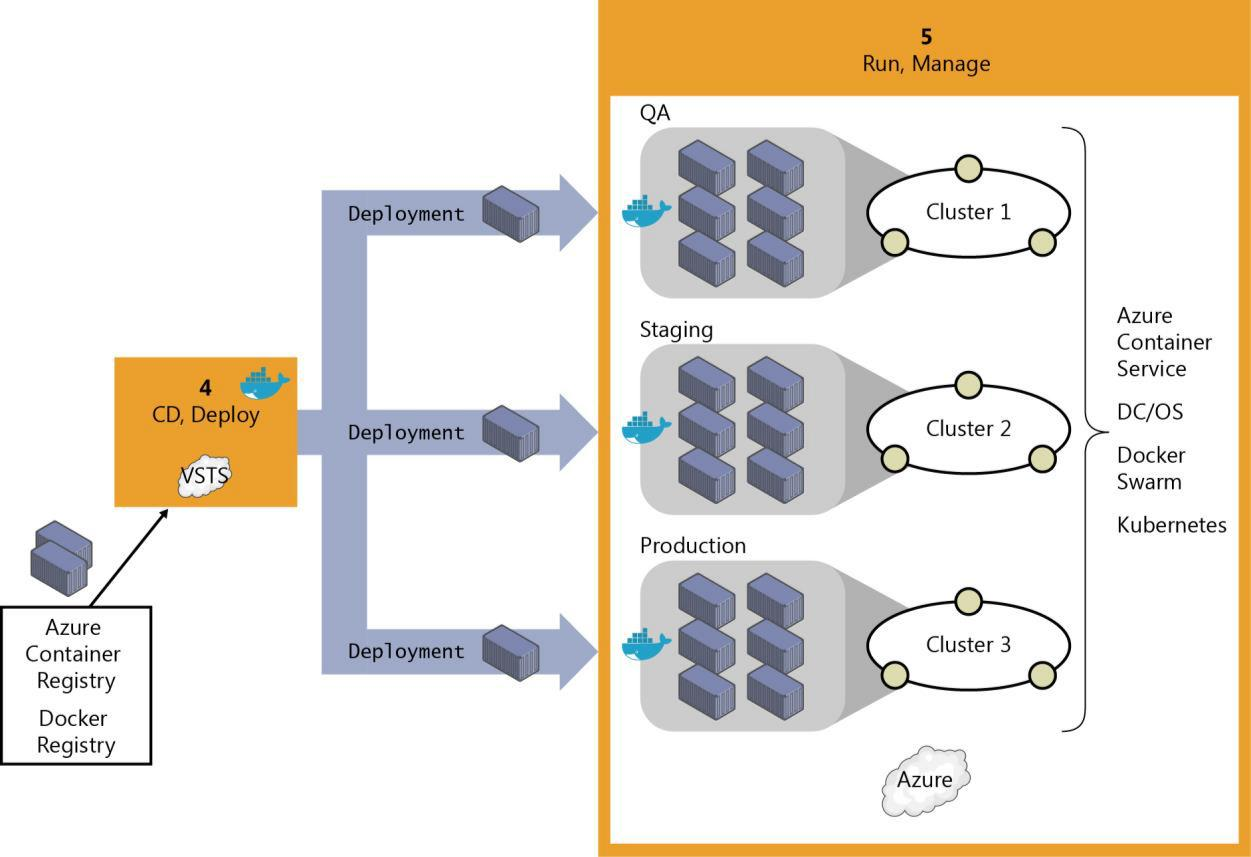 5
Run, Manage
QA
Deployment
Cluster 1
Azure
Container
Service
DC/OS
Docker
Swarm
Kubernetes
Staging
4
CD, Deploy
VSTS
Deployment
Cluster 2
Production
Deployment
Cluster 3
Azure
Container
Registry
Docker
Registry
Azure